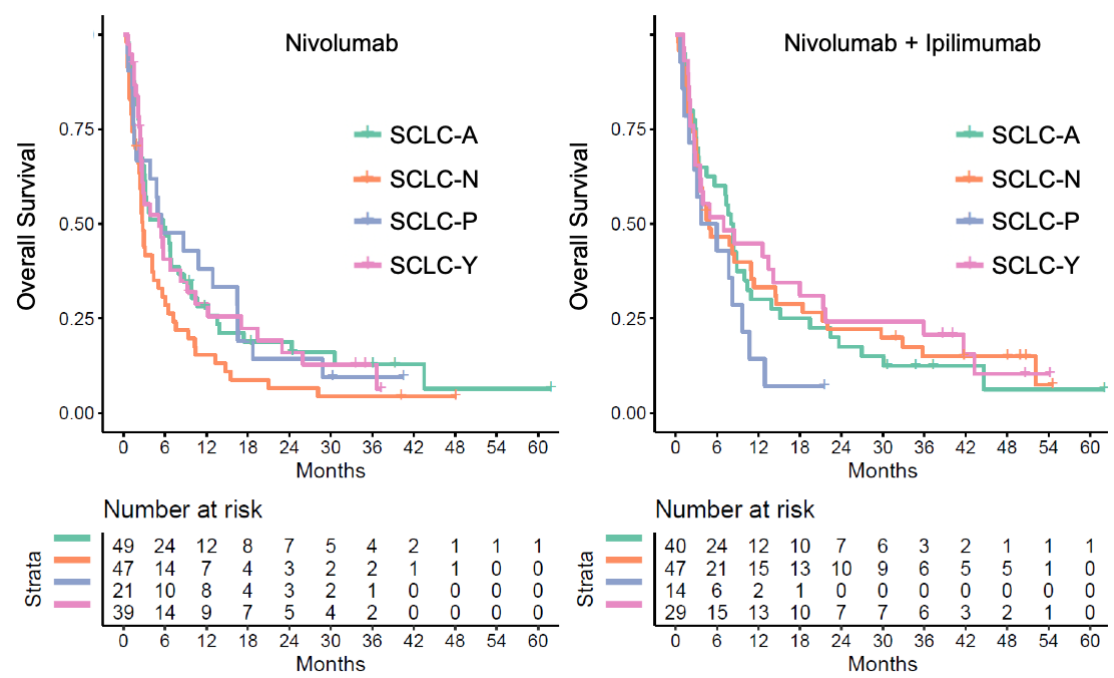 Nivolumab
Overall Survival
0.75
0.50
0.25
0.00
SCLC-A
SCLC-N
SCLC-P
SCLC-Y
0 6 12 18 24 30 36 42 48 54 60
Months
Number at risk
Strata
49 24 12 8 7 5 4 2 1 1 1
47 14 7 4 3 2 2 1 1 0 0
21 10 8 4 3 2 1 0 0 0 0
39 14 9 7 5 4 2 0 0 0 0
0 6 12 18 24 30 36 42 48 54 60
Months
Nivolumab + Ipilimumab
Overall Survival
0.75
0.50
0.25
0.00
SCLC-A
SCLC-N
SCLC-P
SCLC-Y
0 6 12 18 24 30 36 42 48 54 60
Months
Number at risk
Strata
40 24 12 10 7 6 3 2 1 1 1
47 21 15 13 10 9 6 5 5 1 0
14 6 2 1 0 0 0 0 0 0 0
29 15 13 10 7 7 6 3 2 1 0
0 6 12 18 24 30 36 42 48 54 60
Months